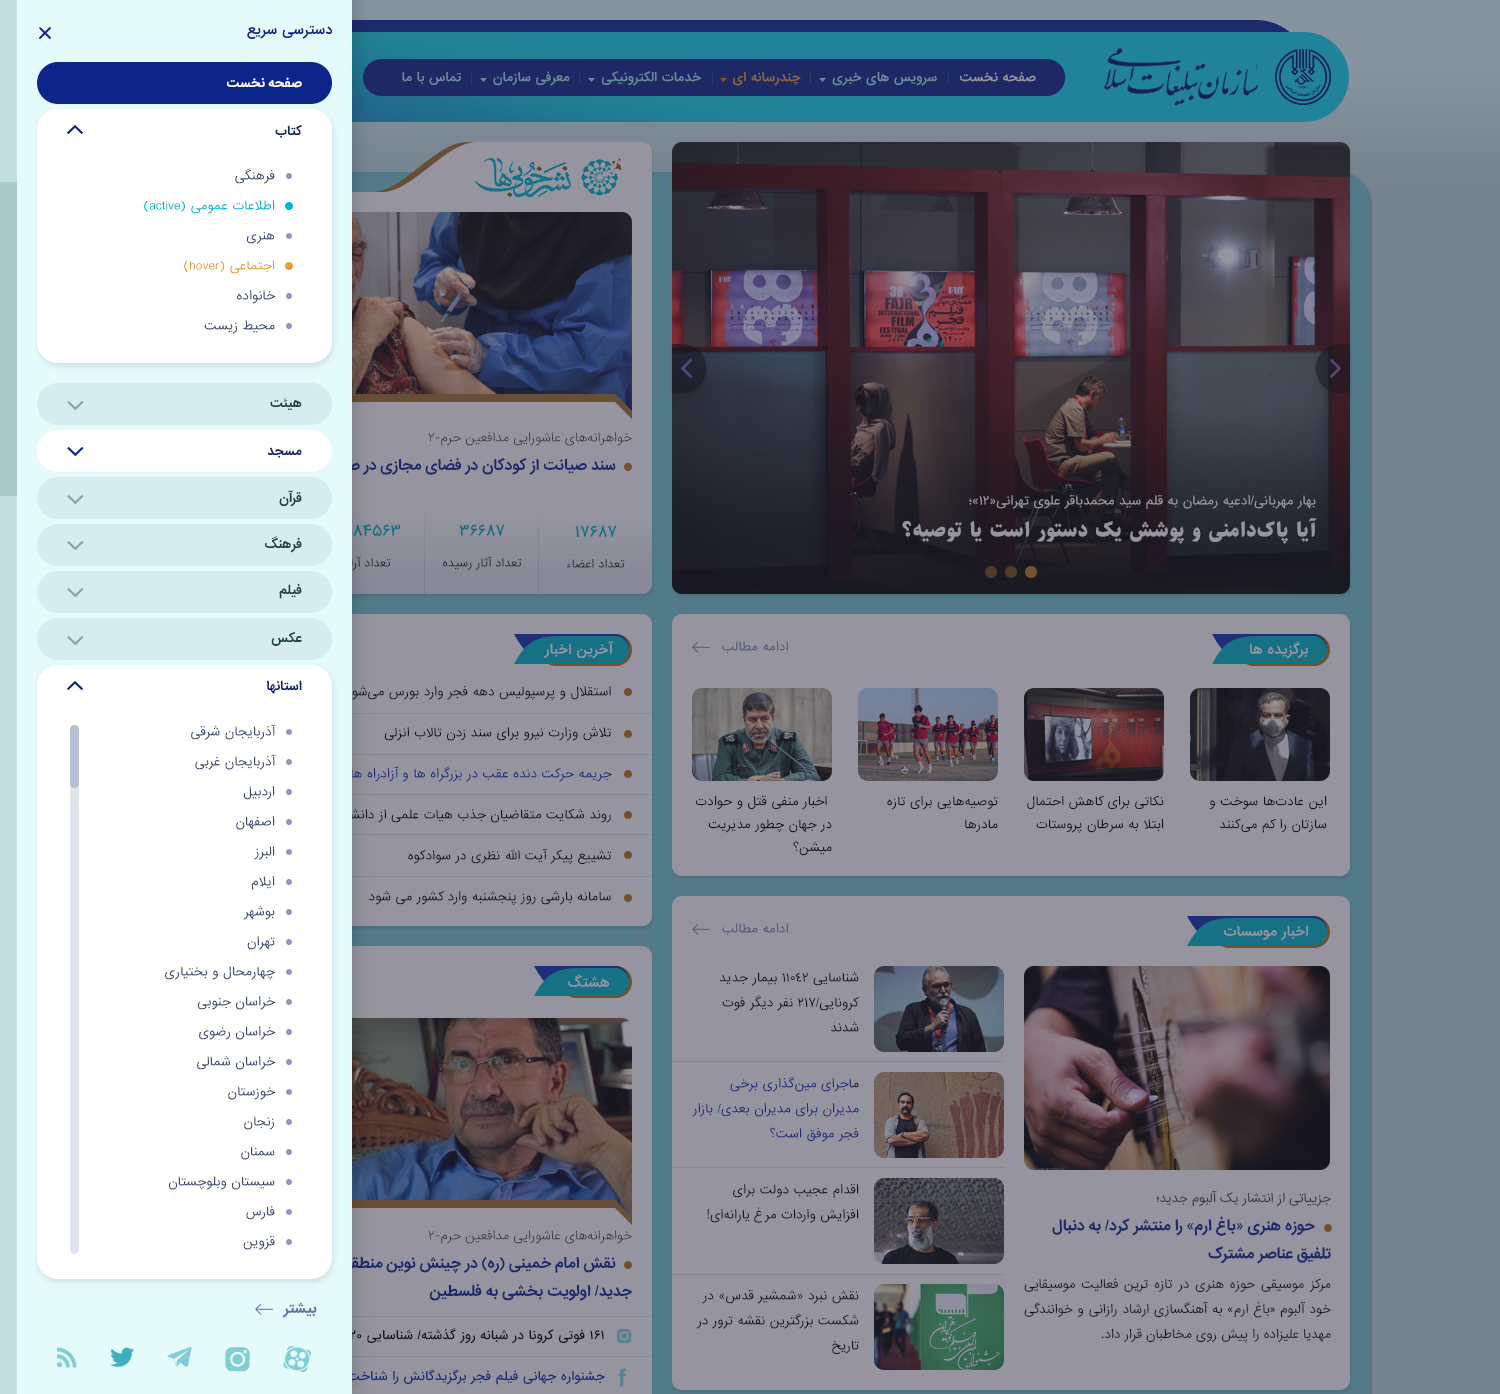 دسترسی سریع
صفحه نخست
کتاب
فرهنگی
اطلاعات عمومی (active)
هنری
اجتماعی (hover)
خانواده
محیط زیست
هیئت
مسجد
قرآن
فرهنگ
فیلم
عکس
استانها
آذربایجان شرقی
آذربایجان غربی
اردبیل
اصفهان
البرز
ایلام
بوشهر
تهران
چهارمحال و بختیاری
خراسان جنوبی
خراسان رضوی
خراسان شمالی
خوزستان
زنجان
سمنان
سیستان وبلوچستان
فارس
قزوین
بیشتر
سازمان تبلیغات اسلامی
صفحه نخست
سرویس های خبری
چندرسانه ای
خدمات الکترونیکی
معرفی سازمان
تماس با ما
38
FAJR
INTERNATIONAL
FILM
FESTIVAL
بهار مهربانی/ادعیه رمضان به قلم سید محمدباقر علوی تهرانی«۱۲»؛
آیا پاک‌دامنی و پوشش یک دستور است یا توصیه؟
نشر خوبی‌ها
خواهرانه‌های عاشورایی مدافعین حرم-۲
سند صیانت از کودکان در فضای مجازی در
۱۷۶۸۷
تعداد اعضاء
۳۶۶۸۷
تعداد آثار رسیده
۸۴۵۶۳
تعداد آرا
برگزیده ها
ادامه مطالب
این عادت‌ها سوخت و
سازتان را کم می‌کنند
نکاتی برای کاهش احتمال
ابتلا به سرطان پروستات
توصیه‌هایی برای تازه
مادرها
اخبار منفی قتل و حوادت
در جهان چطور مدیریت
میشن؟
آخرین اخبار
استقلال و پرسپولیس دهه فجر وارد بورس می‌شو
تلاش وزارت نیرو برای سند زدن تالاب انزلی
جریمه حرکت دنده عقب در بزرگراه ها و آزادراه ها
روند شکایت متقاضیان جذب هیات علمی از دانش
تشییع پیکر آیت الله نظری در سوادکوه
سامانه بارشی روز پنجشنبه وارد کشور می شود
اخبار موسسات
ادامه مطالب
جزییاتی از انتشار یک آلبوم جدید؛
حوزه هنری «باغ ارم» را منتشر کرد/ به دنبال
تلفیق عناصر مشترک
مرکز موسیقی حوزه هنری در تازه ترین فعالیت موسیقایی
خود آلبوم «باغ ارم» به آهنگسازی ارشاد رازانی و خوانندگی
مهدیا علیزاده را پیش روی مخاطبان قرار داد.
شناسایی ۱۱۰۴۲ بیمار جدید
کرونایی/۲۱۷ نفر دیگر فوت
شدند
ماجرای مین‌گذاری برخی
مدیران برای مدیران بعدی/ بازار
فجر موفق است؟
اقدام عجیب دولت برای
افزایش واردات مرغ یارانه‌ای!
نقش نبرد «شمشیر قدس» در
شکست بزرگترین نقشه ترور در
تاریخ
هشتگ
خواهرانه‌های عاشورایی مدافعین حرم-۲
نقش امام خمینی (ره) در چینش نوین منطقه
جدید/ اولویت بخشی به فلسطین
۱۶۱ فوتی کرونا در شبانه روز گذشته/ شناسایی ۲۰
جشنواره جهانی فیلم فجر برگزیدگانش را شناخت